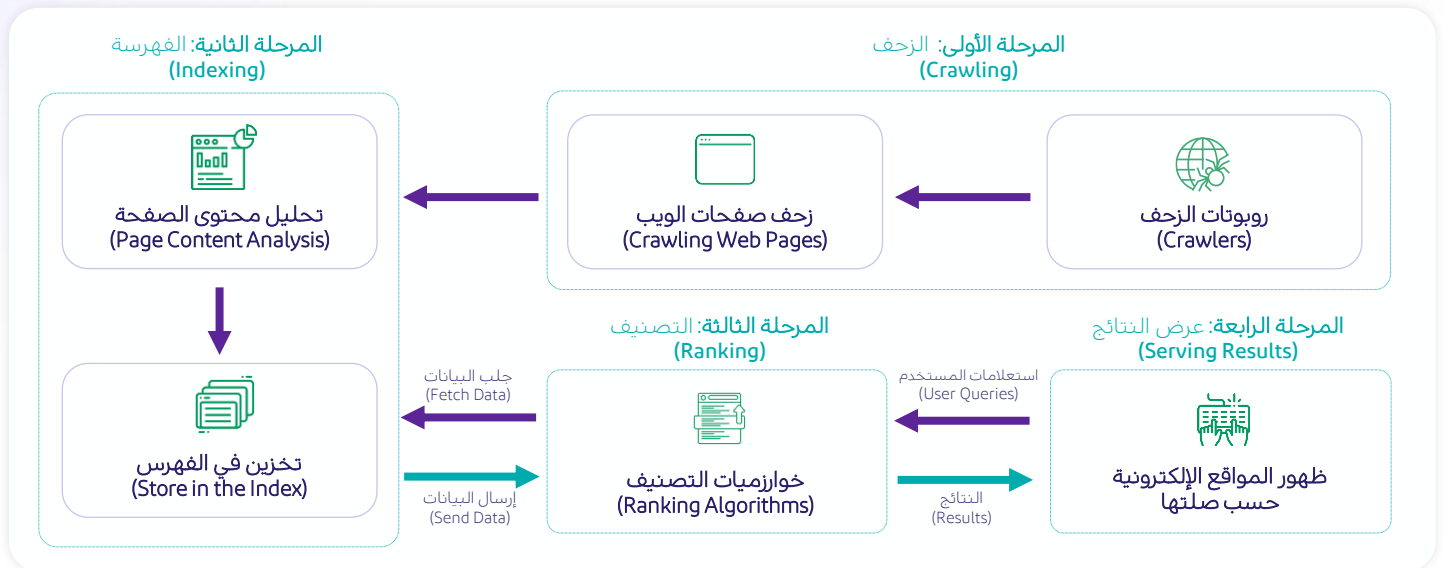 المرحلة الأولى: الزحف
(Crawling)
روبوتات الزحف
(Crawlers)
زحف صفحات الويب
(Crawling Web Pages)
المرحلة الثانية: الفهرسة
(Indexing)
تحليل محتوى الصفحة
(Page Content Analysis)
تخزين في الفهرس
(Store in the Index)
المرحلة الثالثة: التصنيف
(Ranking)
جلب البيانات
(Fetch Data)
إرسال البيانات
(Send Data)
خوارزميات التصنيف
(Ranking Algorithms)
المرحلة الرابعة: عرض النتائج
(Serving Results)
استعلامات المستخدم
(User Queries)
النتائج
(Results)
ظهور المواقع الإلكترونية
حسب صلتها